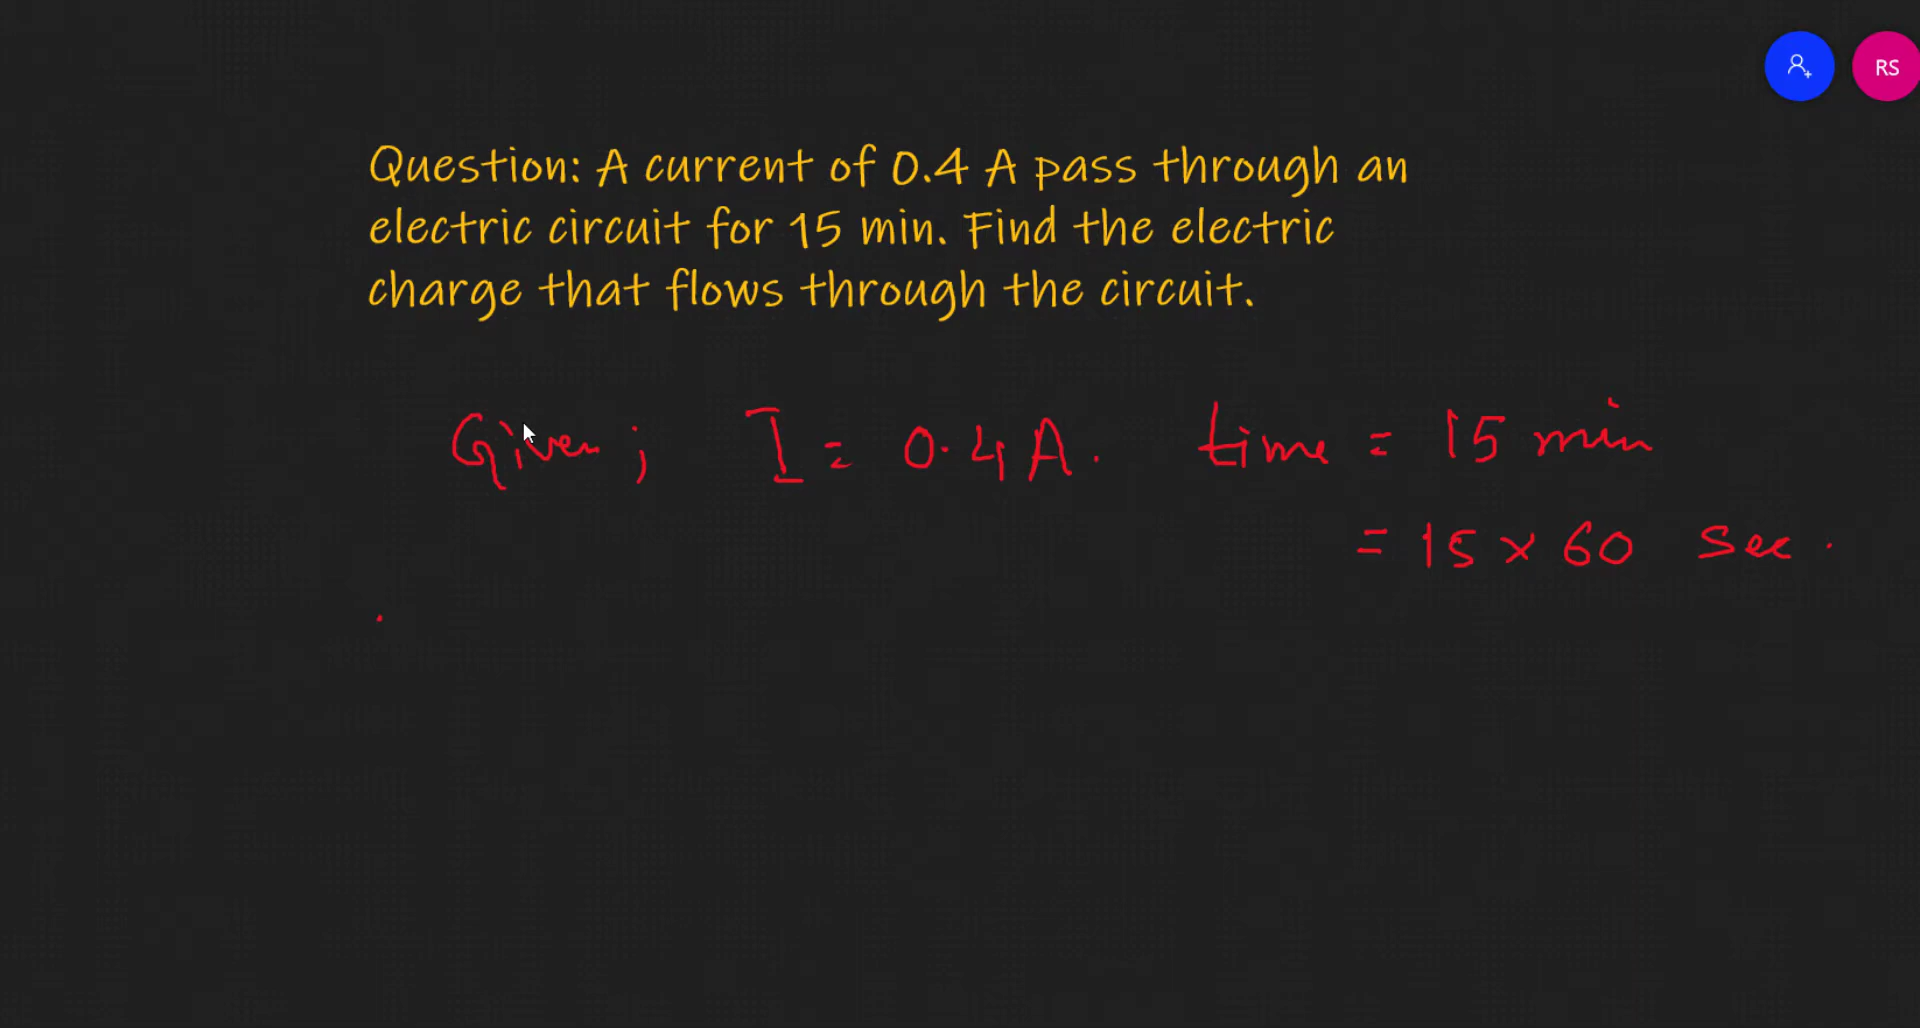 RS
Question: A current of 0.4 A pass through an
electric circuit for 15 min. Find the electric
charge that flows through the circuit.
Given; I = 0.4 A. time = 15 min
= 15 x 60 sec.